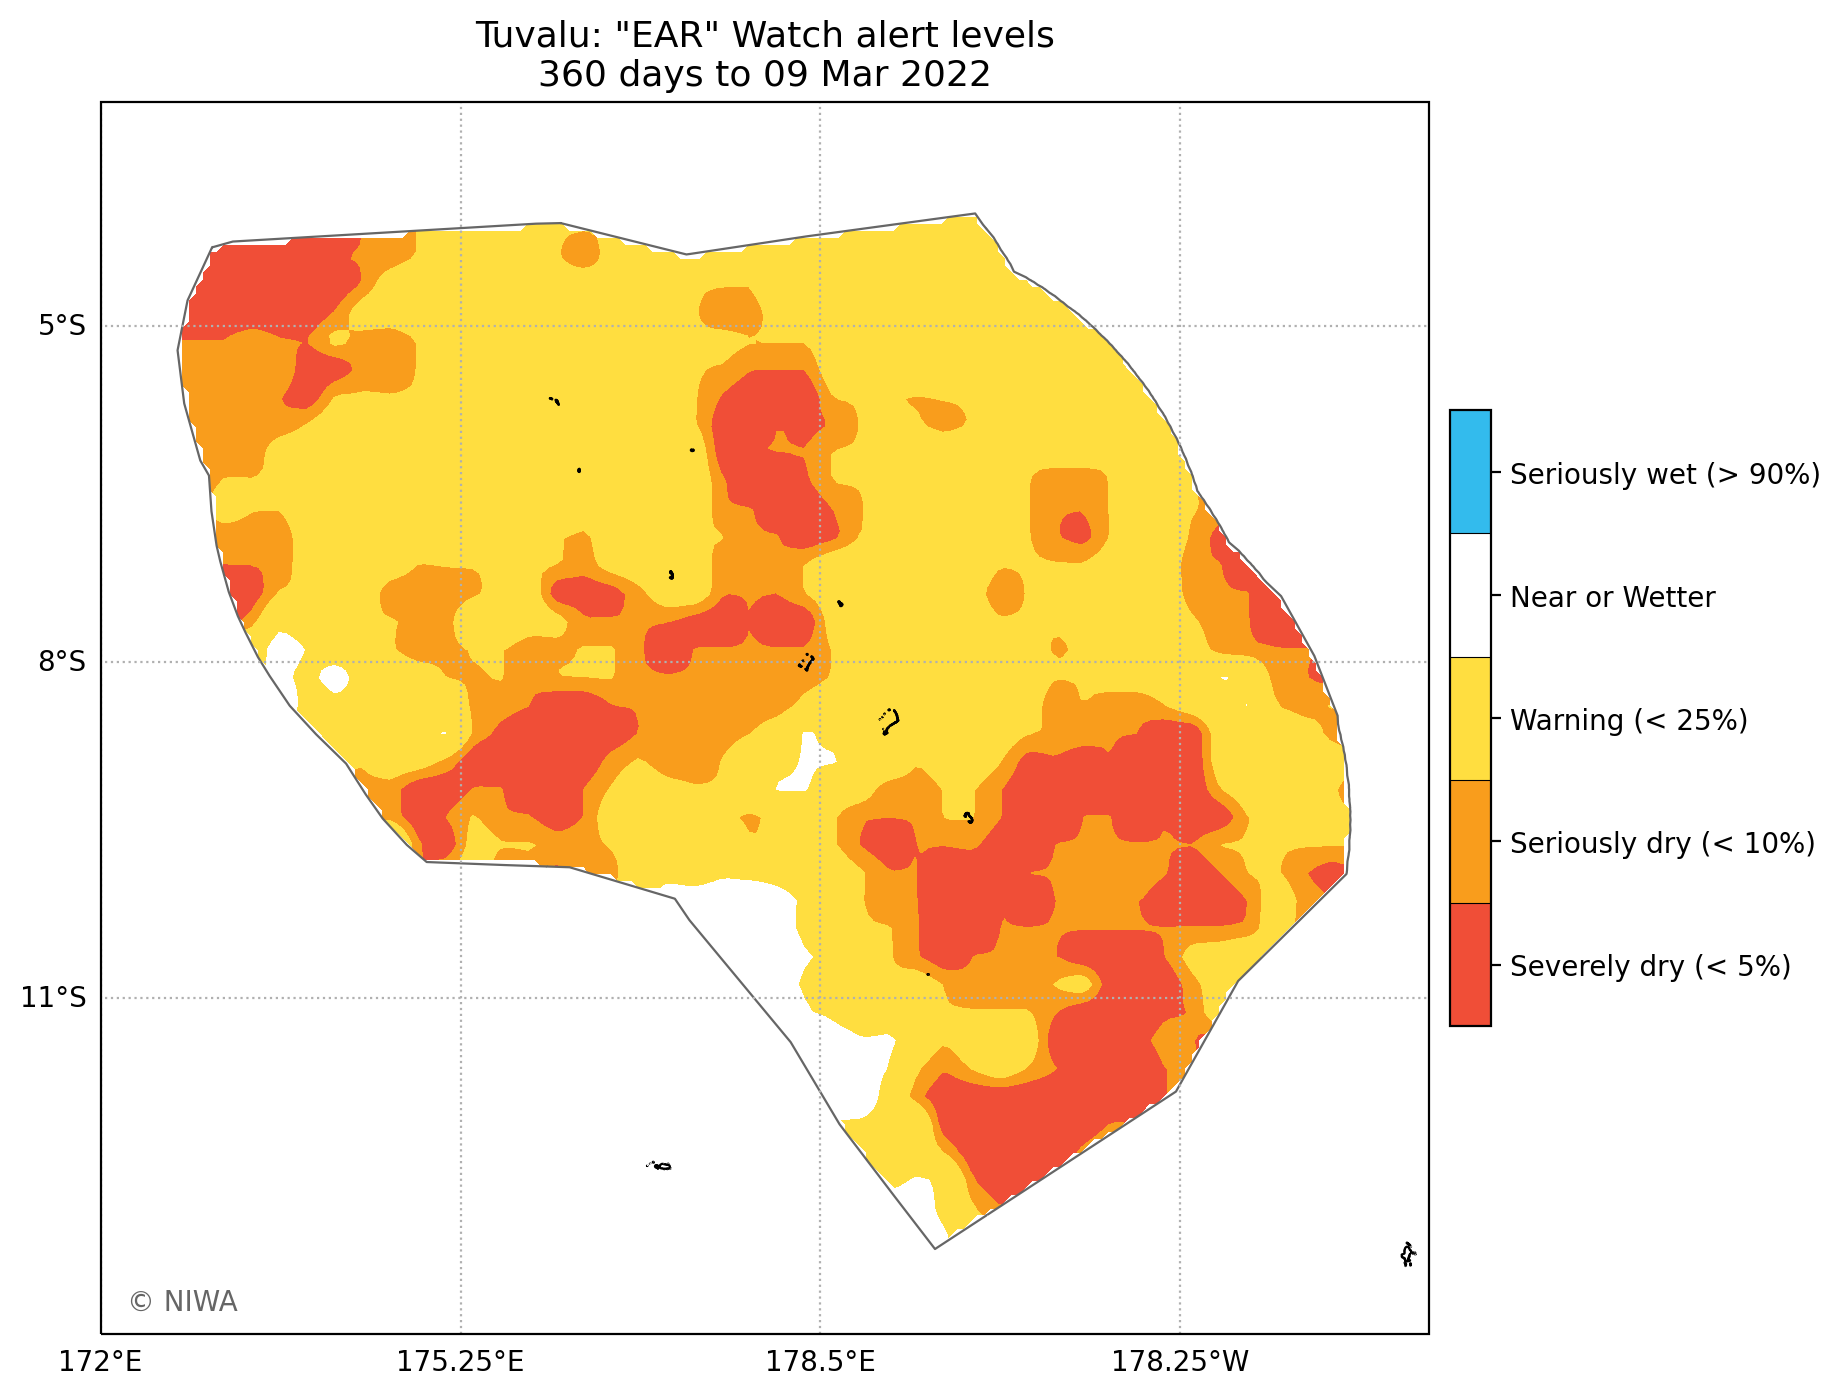 Tuvalu: "EAR" Watch alert levels
360 days to 09 Mar 2022
5°S
8°S
11°S
172°E
175.25°E
178.5°E
178.25°W
Seriously wet (> 90%)
Near or Wetter
Warning (< 25%)
Seriously dry (< 10%)
Severely dry (< 5%)
© NIWA